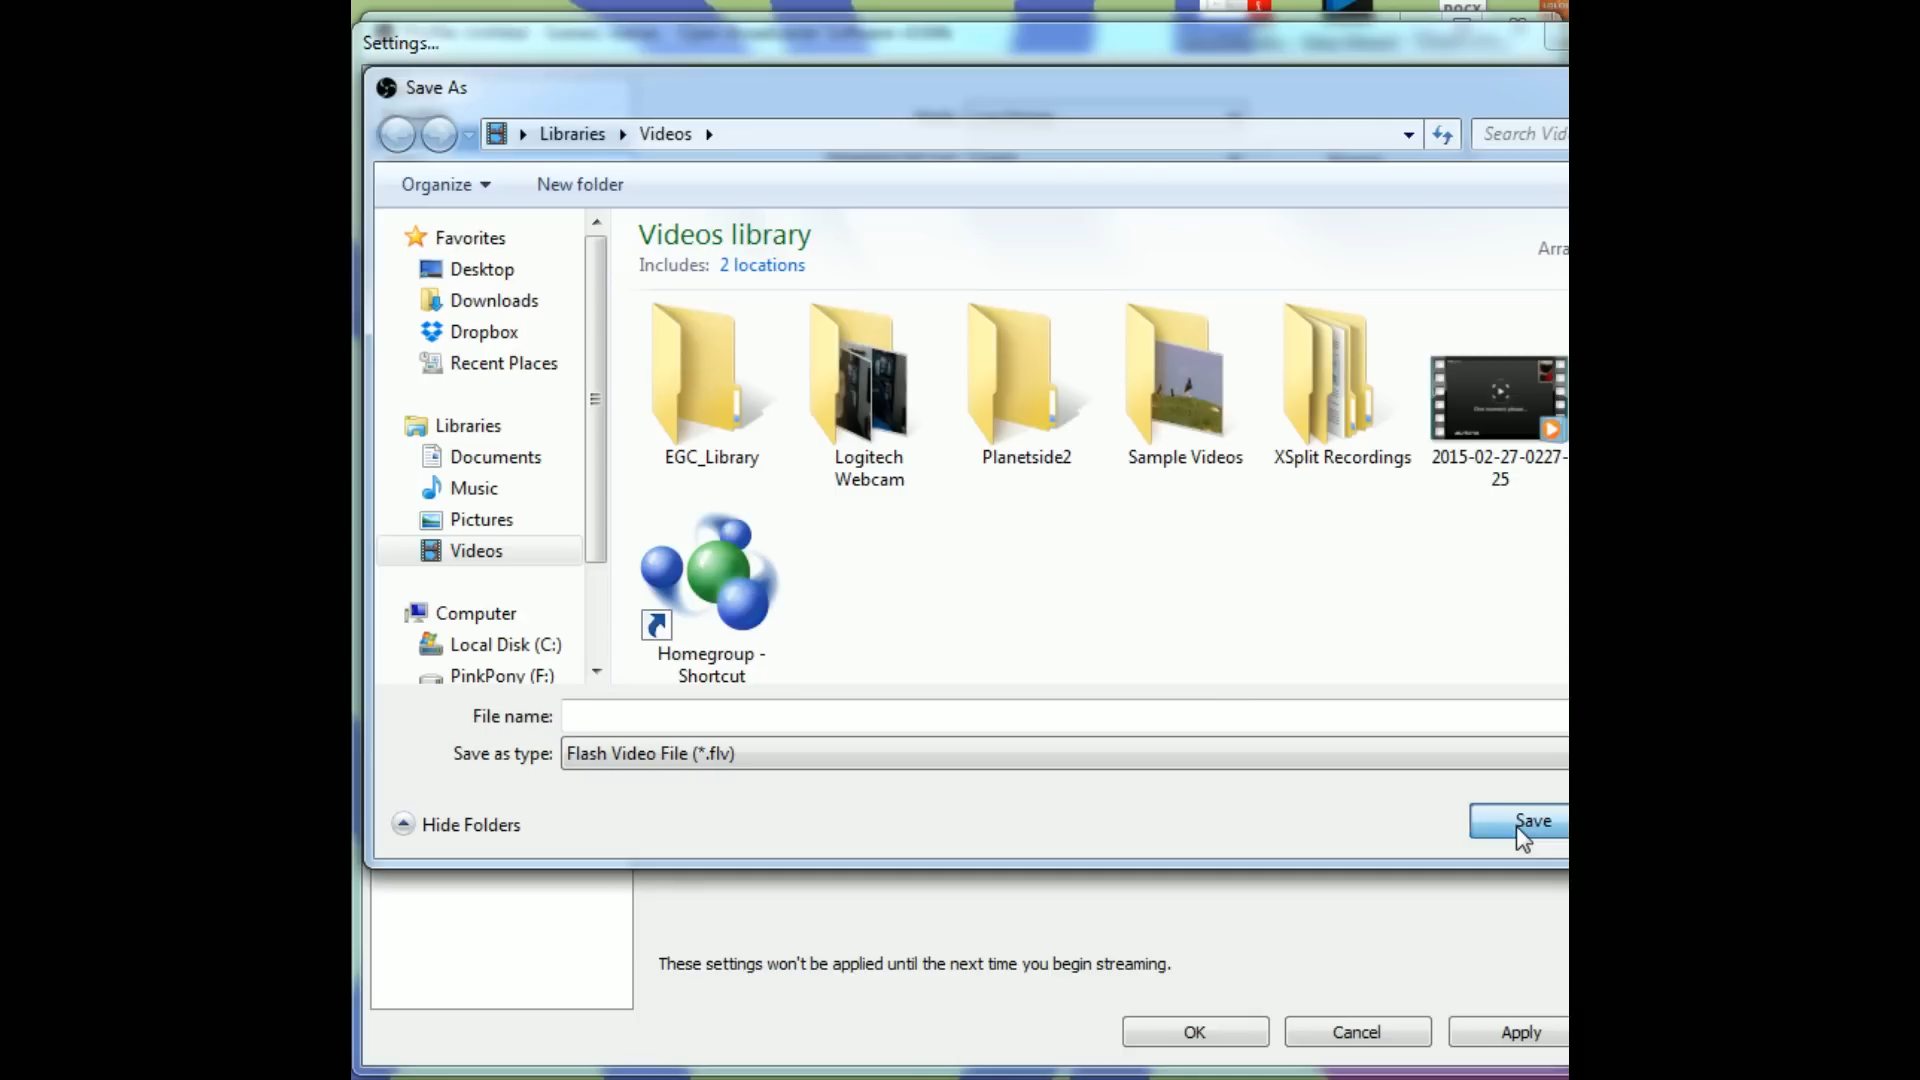 DOCX
Settings...
Save As
Libraries Videos
Search Vid
Organize New folder
Favorites
Desktop
Downloads
Dropbox
Recent Places
Libraries
Documents
Music
Pictures
Videos
Computer
Local Disk (C:)
PinkPony (F:)
Videos library
Includes: 2 locations
Arra
EGC_Library
Logitech
Webcam
Planetside2
Sample Videos
XSplit Recordings
2015-02-27-0227-
25
Homegroup -
Shortcut
File name:
Save as type: Flash Video File (*.flv)
Hide Folders
Save
These settings won't be applied until the next time you begin streaming.
OK Cancel Apply